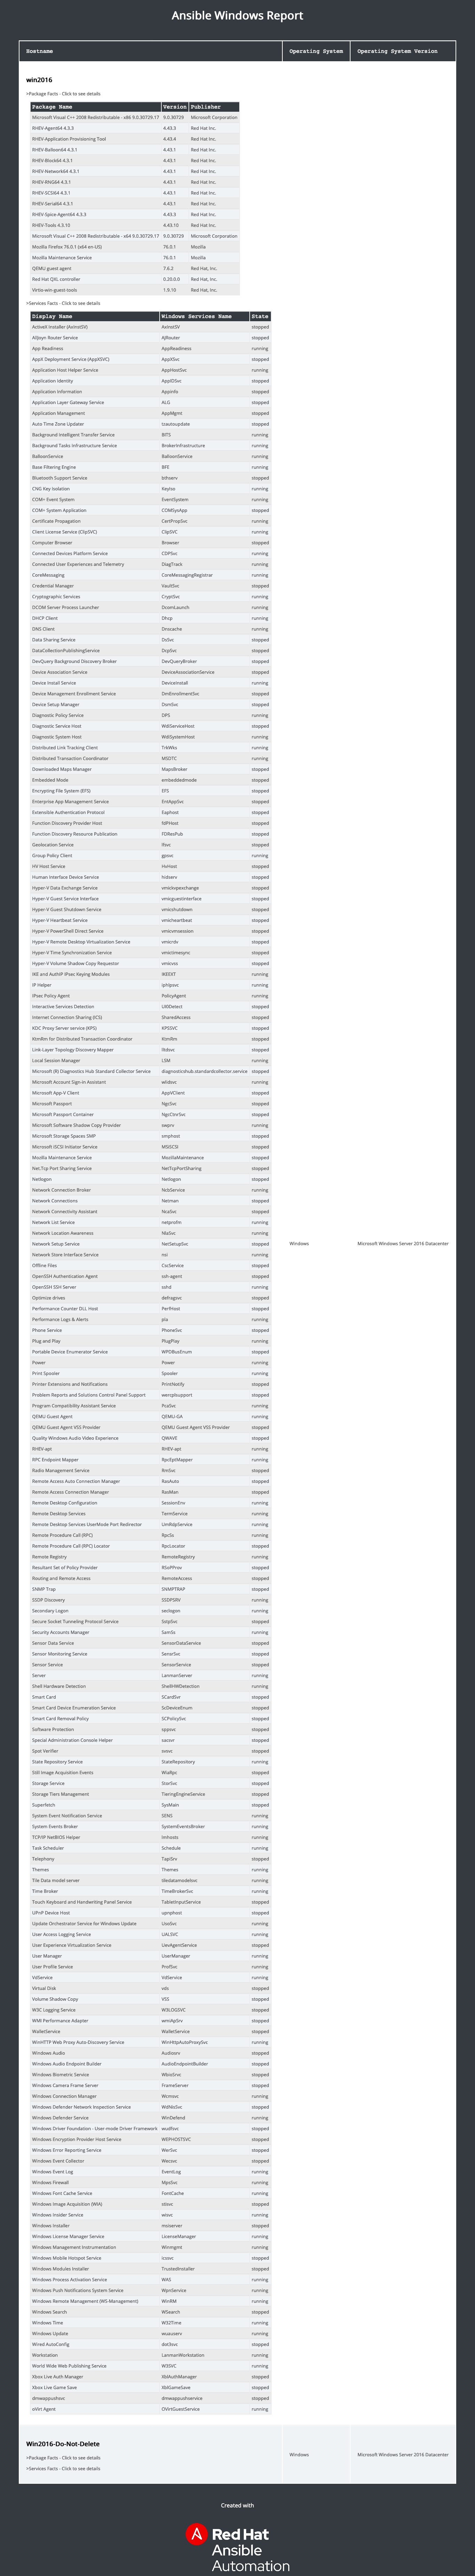 Ansible Windows Report
Hostname Operating System Operating System Version
win2016
>Package Facts - Click to see details
Package Name Version Publisher
Microsoft Visual C++ 2008 Redistributable - x86 9.0.30729.17 9.0.30729 Microsoft Corporation
RHEV-Agent64 4.3.3 4.43.3 Red Hat Inc.
RHEV-Application Provisioning Tool 4.43.4 Red Hat Inc.
RHEV-Balloon64 4.3.1 4.43.1 Red Hat Inc.
RHEV-Block64 4.3.1 4.43.1 Red Hat Inc.
RHEV-Network64 4.3.1 4.43.1 Red Hat Inc.
RHEV-RNG64 4.3.1 4.43.1 Red Hat Inc.
RHEV-SCSI64 4.3.1 4.43.1 Red Hat Inc.
RHEV-Serial64 4.3.1 4.43.1 Red Hat Inc.
RHEV-Spice-Agent64 4.3.3 4.43.3 Red Hat Inc.
RHEV-Tools 4.3.10 4.43.10 Red Hat Inc.
Microsoft Visual C++ 2008 Redistributable - x64 9.0.30729.17 9.0.30729 Microsoft Corporation
Mozilla Firefox 76.0.1 (x64 en-US) 76.0.1 Mozilla
Mozilla Maintenance Service 76.0.1 Mozilla
QEMU guest agent 7.6.2 Red Hat, Inc.
Red Hat QXL controller 0.20.0.0 Red Hat, Inc.
Virtio-win-guest-tools 1.9.10 Red Hat, Inc.
>Services Facts - Click to see details
Display Name Windows Services Name State
ActiveX Installer (AxInstSV) AxInstSV stopped
AllJoyn Router Service AJRouter stopped
App Readiness AppReadiness running
AppX Deployment Service (AppXSVC) AppXSvc stopped
Application Host Helper Service AppHostSvc running
Application Identity AppIDSvc stopped
Application Information Appinfo stopped
Application Layer Gateway Service ALG stopped
Application Management AppMgmt stopped
Auto Time Zone Updater tzautoupdate stopped
Background Intelligent Transfer Service BITS running
Background Tasks Infrastructure Service BrokerInfrastructure running
BalloonService BalloonService running
Base Filtering Engine BFE running
Bluetooth Support Service bthserv stopped
CNG Key Isolation KeyIso running
COM+ Event System EventSystem running
COM+ System Application COMSysApp stopped
Certificate Propagation CertPropSvc running
Client License Service (ClipSVC) ClipSVC running
Computer Browser Browser stopped
Connected Devices Platform Service CDPSvc running
Connected User Experiences and Telemetry DiagTrack running
CoreMessaging CoreMessagingRegistrar running
Credential Manager VaultSvc stopped
Cryptographic Services CryptSvc running
DCOM Server Process Launcher DcomLaunch running
DHCP Client Dhcp running
DNS Client Dnscache running
Data Sharing Service DsSvc stopped
DataCollectionPublishingService DcpSvc stopped
DevQuery Background Discovery Broker DevQueryBroker stopped
Device Association Service DeviceAssociationService stopped
Device Install Service DeviceInstall running
Device Management Enrollment Service DmEnrollmentSvc stopped
Device Setup Manager DsmSvc stopped
Diagnostic Policy Service DPS running
Diagnostic Service Host WdiServiceHost stopped
Diagnostic System Host WdiSystemHost running
Distributed Link Tracking Client TrkWks running
Distributed Transaction Coordinator MSDTC running
Downloaded Maps Manager MapsBroker stopped
Embedded Mode embeddedmode stopped
Encrypting File System (EFS) EFS stopped
Enterprise App Management Service EntAppSvc stopped
Extensible Authentication Protocol Eaphost stopped
Function Discovery Provider Host fdPHost stopped
Function Discovery Resource Publication FDResPub stopped
Geolocation Service lfsvc stopped
Group Policy Client gpsvc running
HV Host Service HvHost stopped
Human Interface Device Service hidserv stopped
Hyper-V Data Exchange Service vmickvpexchange stopped
Hyper-V Guest Service Interface vmicguestinterface stopped
Hyper-V Guest Shutdown Service vmicshutdown stopped
Hyper-V Heartbeat Service vmicheartbeat stopped
Hyper-V PowerShell Direct Service vmicvmsession stopped
Hyper-V Remote Desktop Virtualization Service vmicrdv stopped
Hyper-V Time Synchronization Service vmictimesync stopped
Hyper-V Volume Shadow Copy Requestor vmicvss stopped
IKE and AuthIP IPsec Keying Modules IKEEXT running
IP Helper iphlpsvc running
IPsec Policy Agent PolicyAgent running
Interactive Services Detection UI0Detect stopped
Internet Connection Sharing (ICS) SharedAccess stopped
KDC Proxy Server service (KPS) KPSSVC stopped
KtmRm for Distributed Transaction Coordinator KtmRm stopped
Link-Layer Topology Discovery Mapper lltdsvc stopped
Local Session Manager LSM running
Microsoft (R) Diagnostics Hub Standard Collector Service diagnosticshub.standardcollector.service stopped
Microsoft Account Sign-in Assistant wlidsvc running
Microsoft App-V Client AppVClient stopped
Microsoft Passport NgcSvc stopped
Microsoft Passport Container NgcCtnrSvc stopped
Microsoft Software Shadow Copy Provider swprv running
Microsoft Storage Spaces SMP smphost stopped
Microsoft iSCSI Initiator Service MSiSCSI stopped
Mozilla Maintenance Service MozillaMaintenance stopped
Net.Tcp Port Sharing Service NetTcpPortSharing stopped
Netlogon Netlogon stopped
Network Connection Broker NcbService running
Network Connections Netman stopped
Network Connectivity Assistant NcaSvc stopped
Network List Service netprofm running
Network Location Awareness NlaSvc running
Network Setup Service NetSetupSvc stopped
Windows Microsoft Windows Server 2016 Datacenter
Network Store Interface Service nsi running
Offline Files CscService stopped
OpenSSH Authentication Agent ssh-agent stopped
OpenSSH SSH Server sshd running
Optimize drives defragsvc stopped
Performance Counter DLL Host PerfHost stopped
Performance Logs & Alerts pla stopped
Phone Service PhoneSvc stopped
Plug and Play PlugPlay running
Portable Device Enumerator Service WPDBusEnum stopped
Power Power running
Print Spooler Spooler running
Printer Extensions and Notifications PrintNotify stopped
Problem Reports and Solutions Control Panel Support wercplsupport stopped
Program Compatibility Assistant Service PcaSvc running
QEMU Guest Agent QEMU-GA running
QEMU Guest Agent VSS Provider QEMU Guest Agent VSS Provider stopped
Quality Windows Audio Video Experience QWAVE stopped
RHEV-apt RHEV-apt running
RPC Endpoint Mapper RpcEptMapper running
Radio Management Service RmSvc stopped
Remote Access Auto Connection Manager RasAuto stopped
Remote Access Connection Manager RasMan stopped
Remote Desktop Configuration SessionEnv running
Remote Desktop Services TermService running
Remote Desktop Services UserMode Port Redirector UmRdpService running
Remote Procedure Call (RPC) RpcSs running
Remote Procedure Call (RPC) Locator RpcLocator stopped
Remote Registry RemoteRegistry running
Resultant Set of Policy Provider RSoPProv stopped
Routing and Remote Access RemoteAccess stopped
SNMP Trap SNMPTRAP stopped
SSDP Discovery SSDPSRV running
Secondary Logon seclogon running
Secure Socket Tunneling Protocol Service SstpSvc stopped
Security Accounts Manager SamSs running
Sensor Data Service SensorDataService stopped
Sensor Monitoring Service SensrSvc stopped
Sensor Service SensorService stopped
Server LanmanServer running
Shell Hardware Detection ShellHWDetection running
Smart Card SCardSvr stopped
Smart Card Device Enumeration Service ScDeviceEnum stopped
Smart Card Removal Policy SCPolicySvc stopped
Software Protection sppsvc stopped
Special Administration Console Helper sacsvr stopped
Spot Verifier svsvc stopped
State Repository Service StateRepository running
Still Image Acquisition Events WiaRpc stopped
Storage Service StorSvc stopped
Storage Tiers Management TieringEngineService stopped
Superfetch SysMain stopped
System Event Notification Service SENS running
System Events Broker SystemEventsBroker running
TCP/IP NetBIOS Helper lmhosts running
Task Scheduler Schedule running
Telephony TapiSrv stopped
Themes Themes running
Tile Data model server tiledatamodelsvc running
Time Broker TimeBrokerSvc running
Touch Keyboard and Handwriting Panel Service TabletInputService stopped
UPnP Device Host upnphost stopped
Update Orchestrator Service for Windows Update UsoSvc running
User Access Logging Service UALSVC running
User Experience Virtualization Service UevAgentService stopped
User Manager UserManager running
User Profile Service ProfSvc running
VdService VdService running
Virtual Disk vds stopped
Volume Shadow Copy VSS stopped
W3C Logging Service W3LOGSVC stopped
WMI Performance Adapter wmiApSrv stopped
WalletService WalletService stopped
WinHTTP Web Proxy Auto-Discovery Service WinHttpAutoProxySvc running
Windows Audio Audiosrv stopped
Windows Audio Endpoint Builder AudioEndpointBuilder stopped
Windows Biometric Service WbioSrvc stopped
Windows Camera Frame Server FrameServer stopped
Windows Connection Manager Wcmsvc running
Windows Defender Network Inspection Service WdNisSvc stopped
Windows Defender Service WinDefend running
Windows Driver Foundation - User-mode Driver Framework wudfsvc stopped
Windows Encryption Provider Host Service WEPHOSTSVC stopped
Windows Error Reporting Service WerSvc stopped
Windows Event Collector Wecsvc stopped
Windows Event Log EventLog running
Windows Firewall MpsSvc running
Windows Font Cache Service FontCache running
Windows Image Acquisition (WIA) stisvc stopped
Windows Insider Service wisvc stopped
Windows Installer msiserver stopped
Windows License Manager Service LicenseManager running
Windows Management Instrumentation Winmgmt running
Windows Mobile Hotspot Service icssvc stopped
Windows Modules Installer TrustedInstaller stopped
Windows Process Activation Service WAS running
Windows Push Notifications System Service WpnService running
Windows Remote Management (WS-Management) WinRM running
Windows Search WSearch stopped
Windows Time W32Time running
Windows Update wuauserv running
Wired AutoConfig dot3svc stopped
Workstation LanmanWorkstation running
World Wide Web Publishing Service W3SVC running
Xbox Live Auth Manager XblAuthManager stopped
Xbox Live Game Save XblGameSave stopped
dmwappushsvc dmwappushservice stopped
oVirt Agent OVirtGuestService running
Win2016-Do-Not-Delete
>Package Facts - Click to see details
Windows Microsoft Windows Server 2016 Datacenter
>Services Facts - Click to see details
Created with
Red Hat
Ansible
Automation